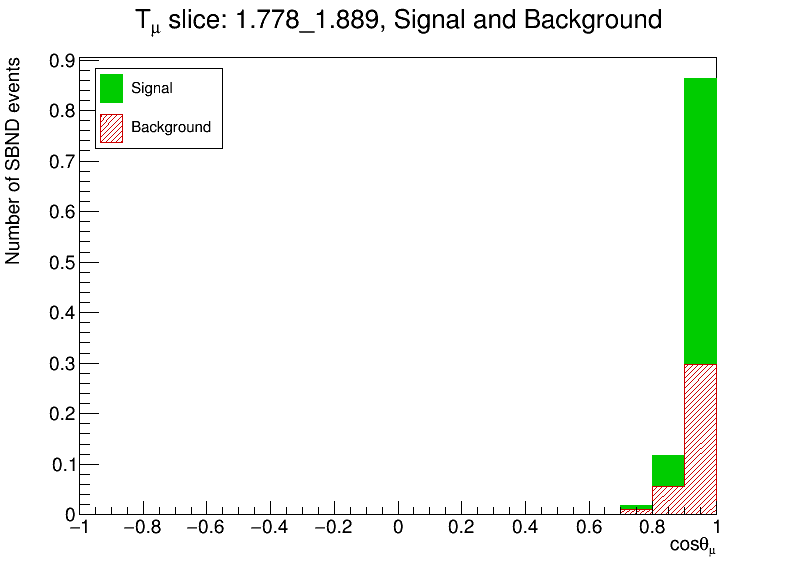 Tμ slice: 1.778_1.889, Signal and Background
Number of SBND events
Signal
Background
0.9
0.8
0.7
0.6
0.5
0.4
0.3
0.2
0.1
0
−1 −0.8 −0.6 −0.4 −0.2 0 0.2 0.4 0.6 0.8 1
cosθμ